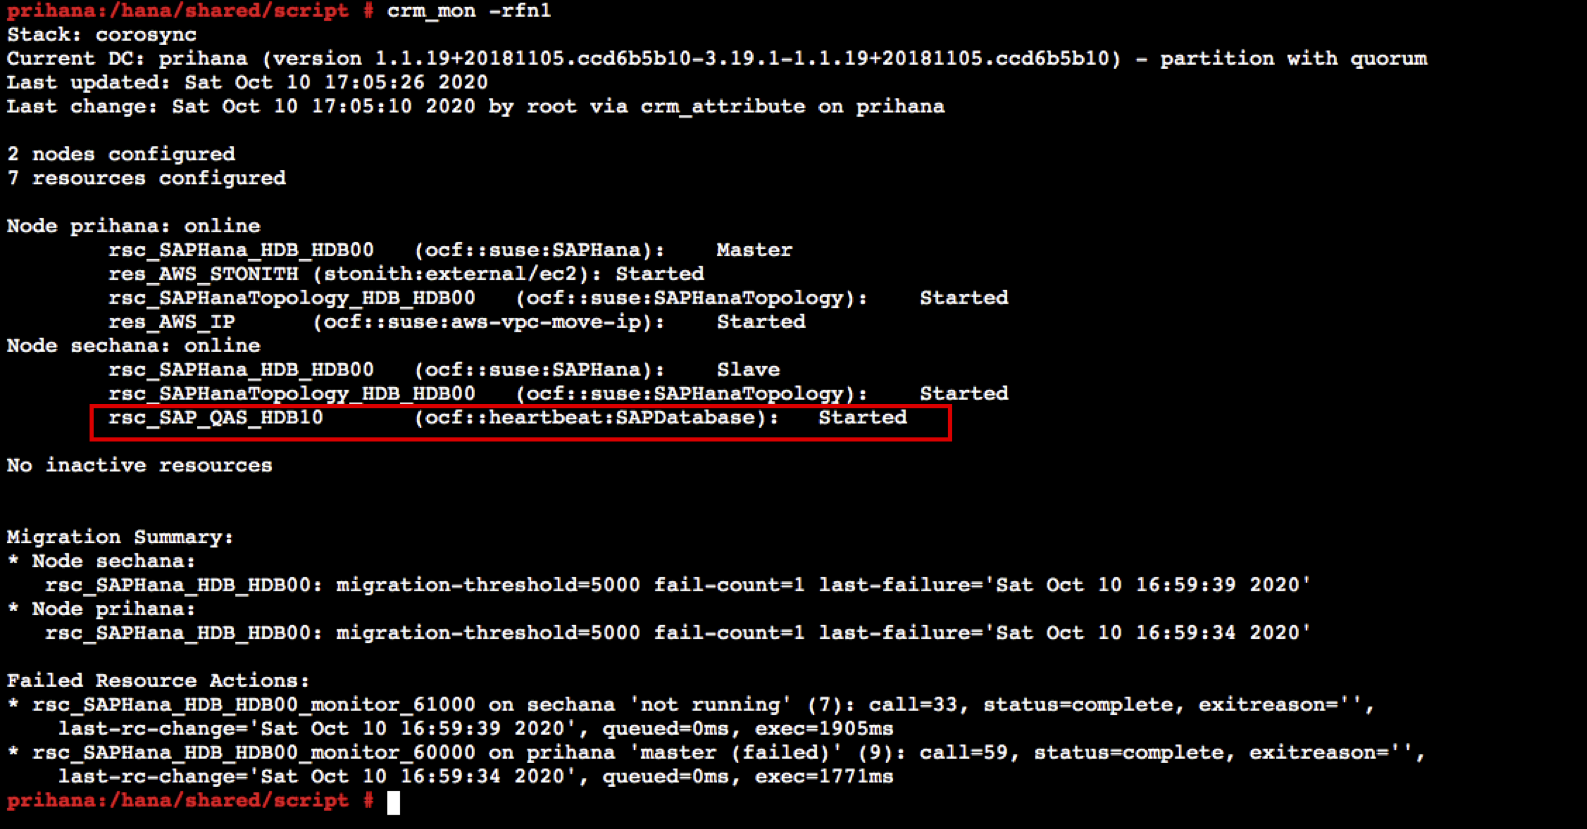 prihana:/hana/shared/script # crm_mon -rfn1
Stack: corosync
Current DC: prihana (version 1.1.19+20181105.ccd6b5b10-3.19.1-1.1.19+20181105.ccd6b5b10) - partition with quorum
Last updated: Sat Oct 10 17:05:26 2020
Last change: Sat Oct 10 17:05:10 2020 by root via crm_attribute on prihana
2 nodes configured
7 resources configured
Node prihana: online
rsc_SAPHana_HDB_HDB00 (ocf::suse:SAPHana): Master
res_AWS_STONITH (stonith:external/ec2): Started
rsc_SAPHanaTopology_HDB_HDB00 (ocf::suse:SAPHanaTopology): Started
res_AWS_IP (ocf::suse:aws-vpc-move-ip): Started
Node sechana: online
rsc_SAPHana_HDB_HDB00 (ocf::suse:SAPHana): Slave
rsc_SAPHanaTopology_HDB_HDB00 (ocf::suse:SAPHanaTopology): Started
rsc_SAP_QAS_HDB10 (ocf::heartbeat:SAPDatabase): Started
No inactive resources
Migration Summary:
* Node sechana:
rsc_SAPHana_HDB_HDB00: migration-threshold=5000 fail-count=1 last-failure='Sat Oct 10 16:59:39 2020'
* Node prihana:
rsc_SAPHana_HDB_HDB00: migration-threshold=5000 fail-count=1 last-failure='Sat Oct 10 16:59:34 2020'
Failed Resource Actions:
* rsc_SAPHana_HDB_HDB00_monitor_61000 on sechana 'not running' (7): call=33, status=complete, exitreason='',
last-rc-change='Sat Oct 10 16:59:39 2020', queued=0ms, exec=1905ms
* rsc_SAPHana_HDB_HDB00_monitor_60000 on prihana 'master (failed)' (9): call=59, status=complete, exitreason='',
last-rc-change='Sat Oct 10 16:59:34 2020', queued=0ms, exec=1771ms
prihana:/hana/shared/script #